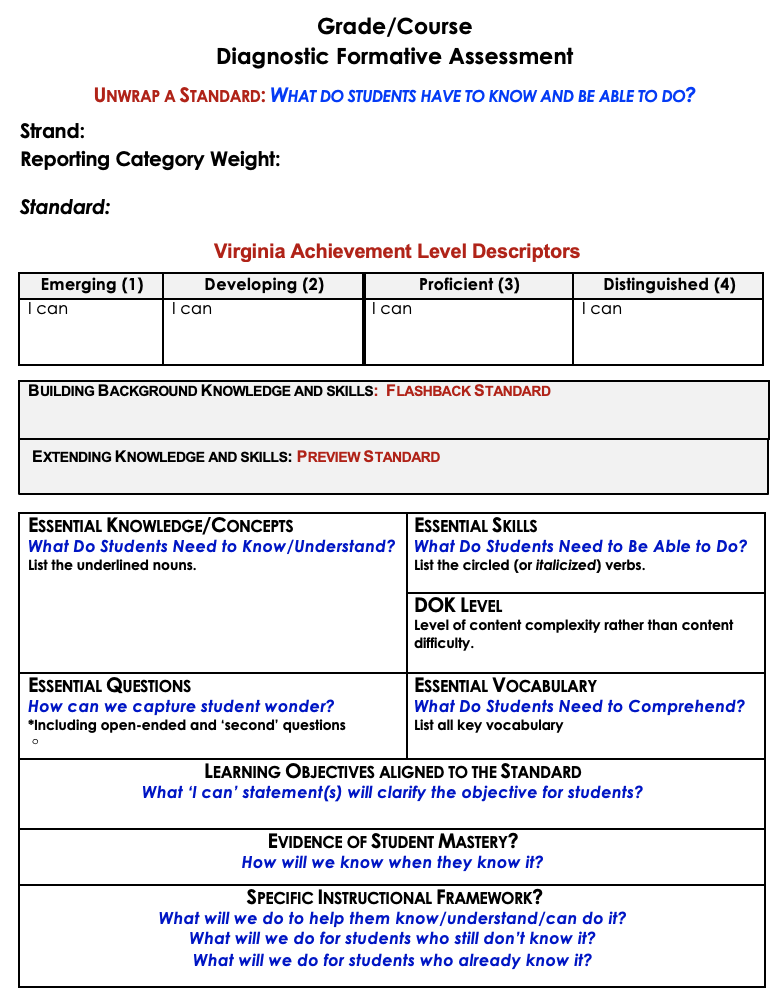 Grade/Course
Diagnostic Formative Assessment
UNWRAP A STANDARD: WHAT DO STUDENTS HAVE TO KNOW AND BE ABLE TO DO?
Strand:
Reporting Category Weight:
Standard:
Virginia Achievement Level Descriptors
Emerging (1) Developing (2) Proficient (3) Distinguished (4)
I can I can I can I can
BUILDING BACKGROUND KNOWLEDGE AND SKILLS: FLASHBACK STANDARD
EXTENDING KNOWLEDGE AND SKILLS: PREVIEW STANDARD
ESSENTIAL KNOWLEDGE/CONCEPTS
What Do Students Need to Know/Understand?
List the underlined nouns.
ESSENTIAL SKILLS
What Do Students Need to Be Able to Do?
List the circled (or italicized) verbs.
DOK LEVEL
Level of content complexity rather than content
difficulty.
ESSENTIAL QUESTIONS
How can we capture student wonder?
*Including open-ended and ‘second’ questions
○
ESSENTIAL VOCABULARY
What Do Students Need to Comprehend?
List all key vocabulary
LEARNING OBJECTIVES ALIGNED TO THE STANDARD
What ‘I can’ statement(s) will clarify the objective for students?
EVIDENCE OF STUDENT MASTERY?
How will we know when they know it?
SPECIFIC INSTRUCTIONAL FRAMEWORK?
What will we do to help them know/understand/can do it?
What will we do for students who still don’t know it?
What will we do for students who already know it?